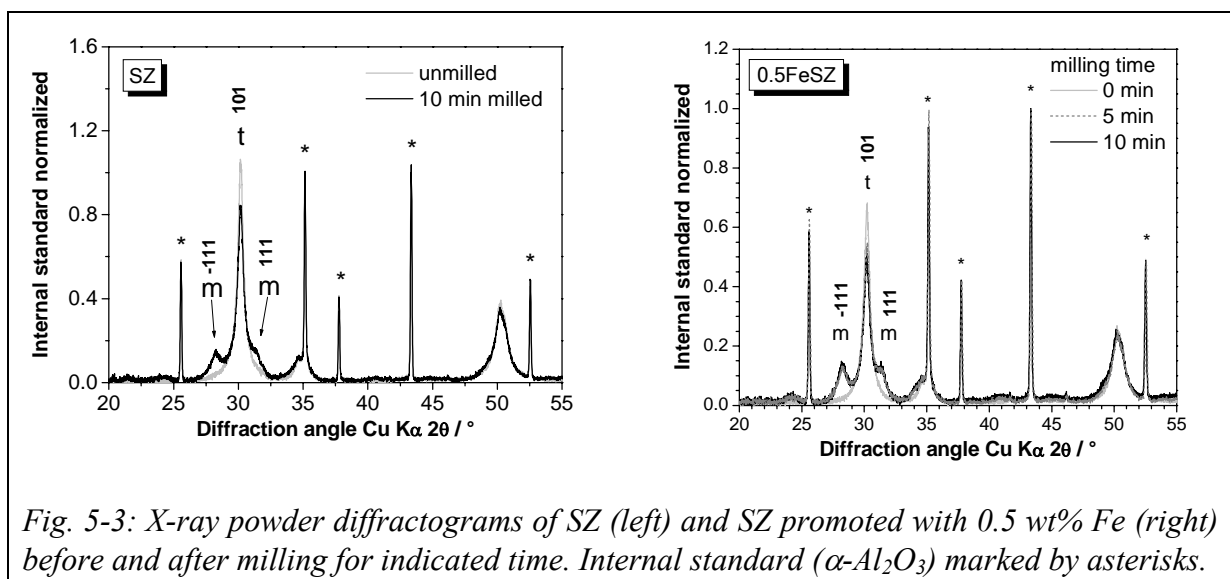 SZ
unmilled
10 min milled
101
t
*
*
*
-111
m
111
m
*
*
1.6
1.2
0.8
0.4
0.0
20 25 30 35 40 45 50 55
Internal standard normalized
Diffraction angle Cu Kα 2θ / °
0.5FeSZ
milling time
0 min
5 min
10 min
101
t
*
*
*
-111
m
111
m
*
*
1.2
1.0
0.8
0.6
0.4
0.2
0.0
20 25 30 35 40 45 50 55
Internal standard normalized
Diffraction angle Cu Kα 2θ / °
Fig. 5-3: X-ray powder diffractograms of SZ (left) and SZ promoted with 0.5 wt% Fe (right)
before and after milling for indicated time. Internal standard (α-Al₂O₃) marked by asterisks.